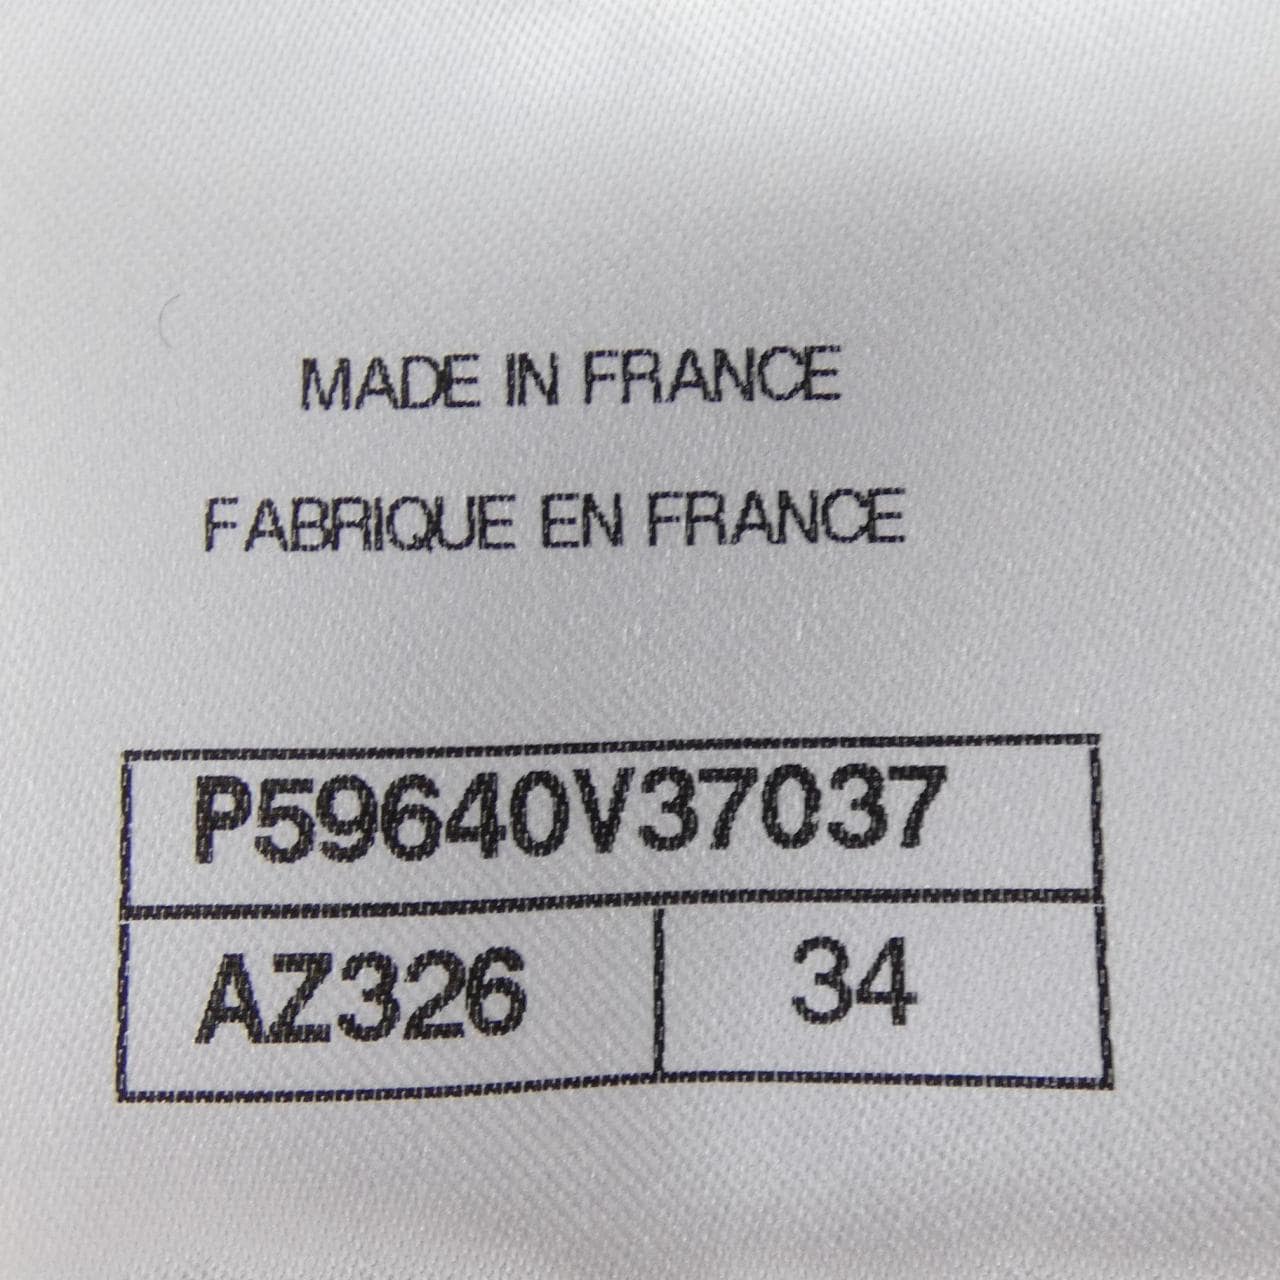 MADE IN FRANCE
FABRIQUE EN FRANCE
P59640V37037
AZ326 34